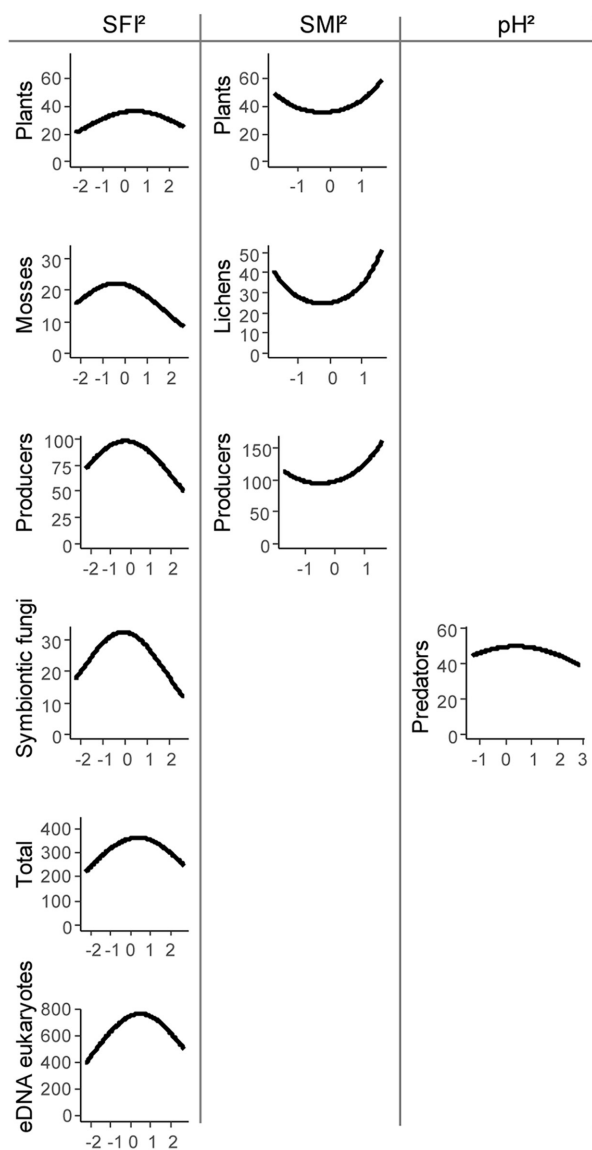 SFI² SMI² pH²
Plants
60
40
20
0
-2 -1 0 1 2
Plants
60
40
20
0
-1 0 1
Mosses
30
20
10
0
-2 -1 0 1 2
Lichens
50
40
30
20
10
0
-1 0 1
Producers
100
75
50
25
0
-2 -1 0 1 2
Producers
150
100
50
0
-1 0 1
Symbiontic fungi
30
20
10
0
-2 -1 0 1 2
Predators
60
40
20
0
-1 0 1 2 3
Total
400
300
200
100
0
-2 -1 0 1 2
eDNA eukaryotes
800
600
400
200
0
-2 -1 0 1 2